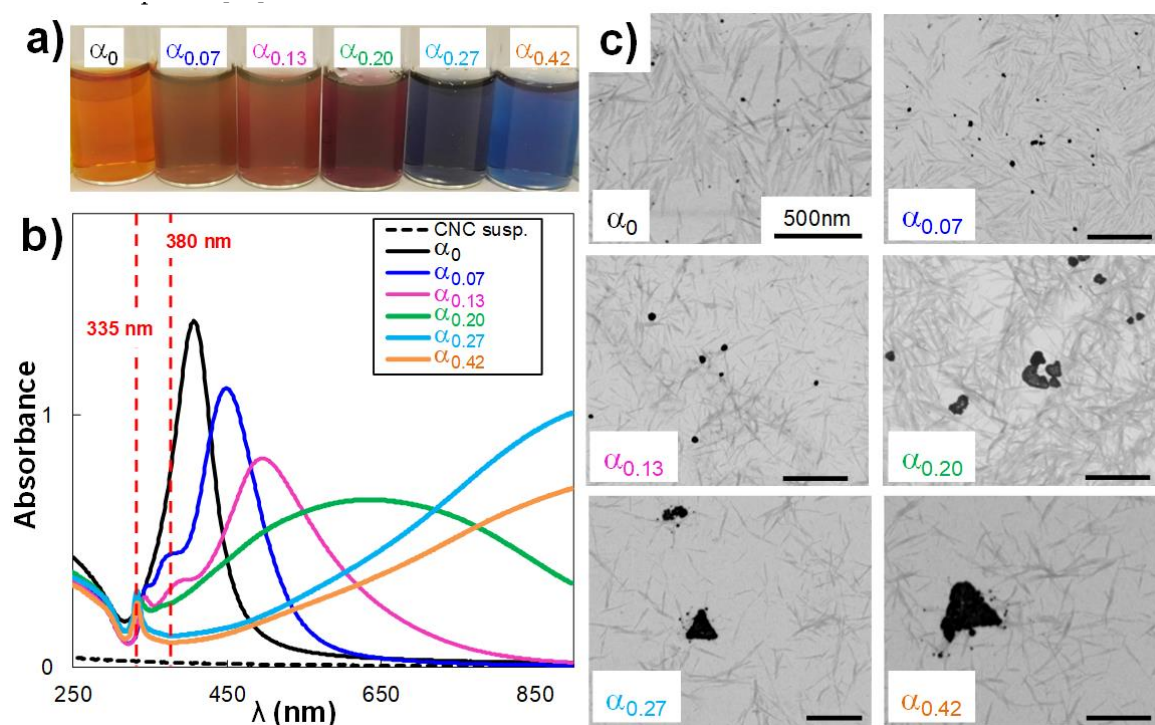 a)
α0 α0.07 α0.13 α0.20 α0.27 α0.42
b)
380 nm
335 nm
CNC susp.
α0
α0.07
α0.13
α0.20
α0.27
α0.42
Absorbance
1
0
250 450 650 850
λ (nm)
c)
α0
500nm
α0.07
α0.13
α0.20
α0.27
α0.42